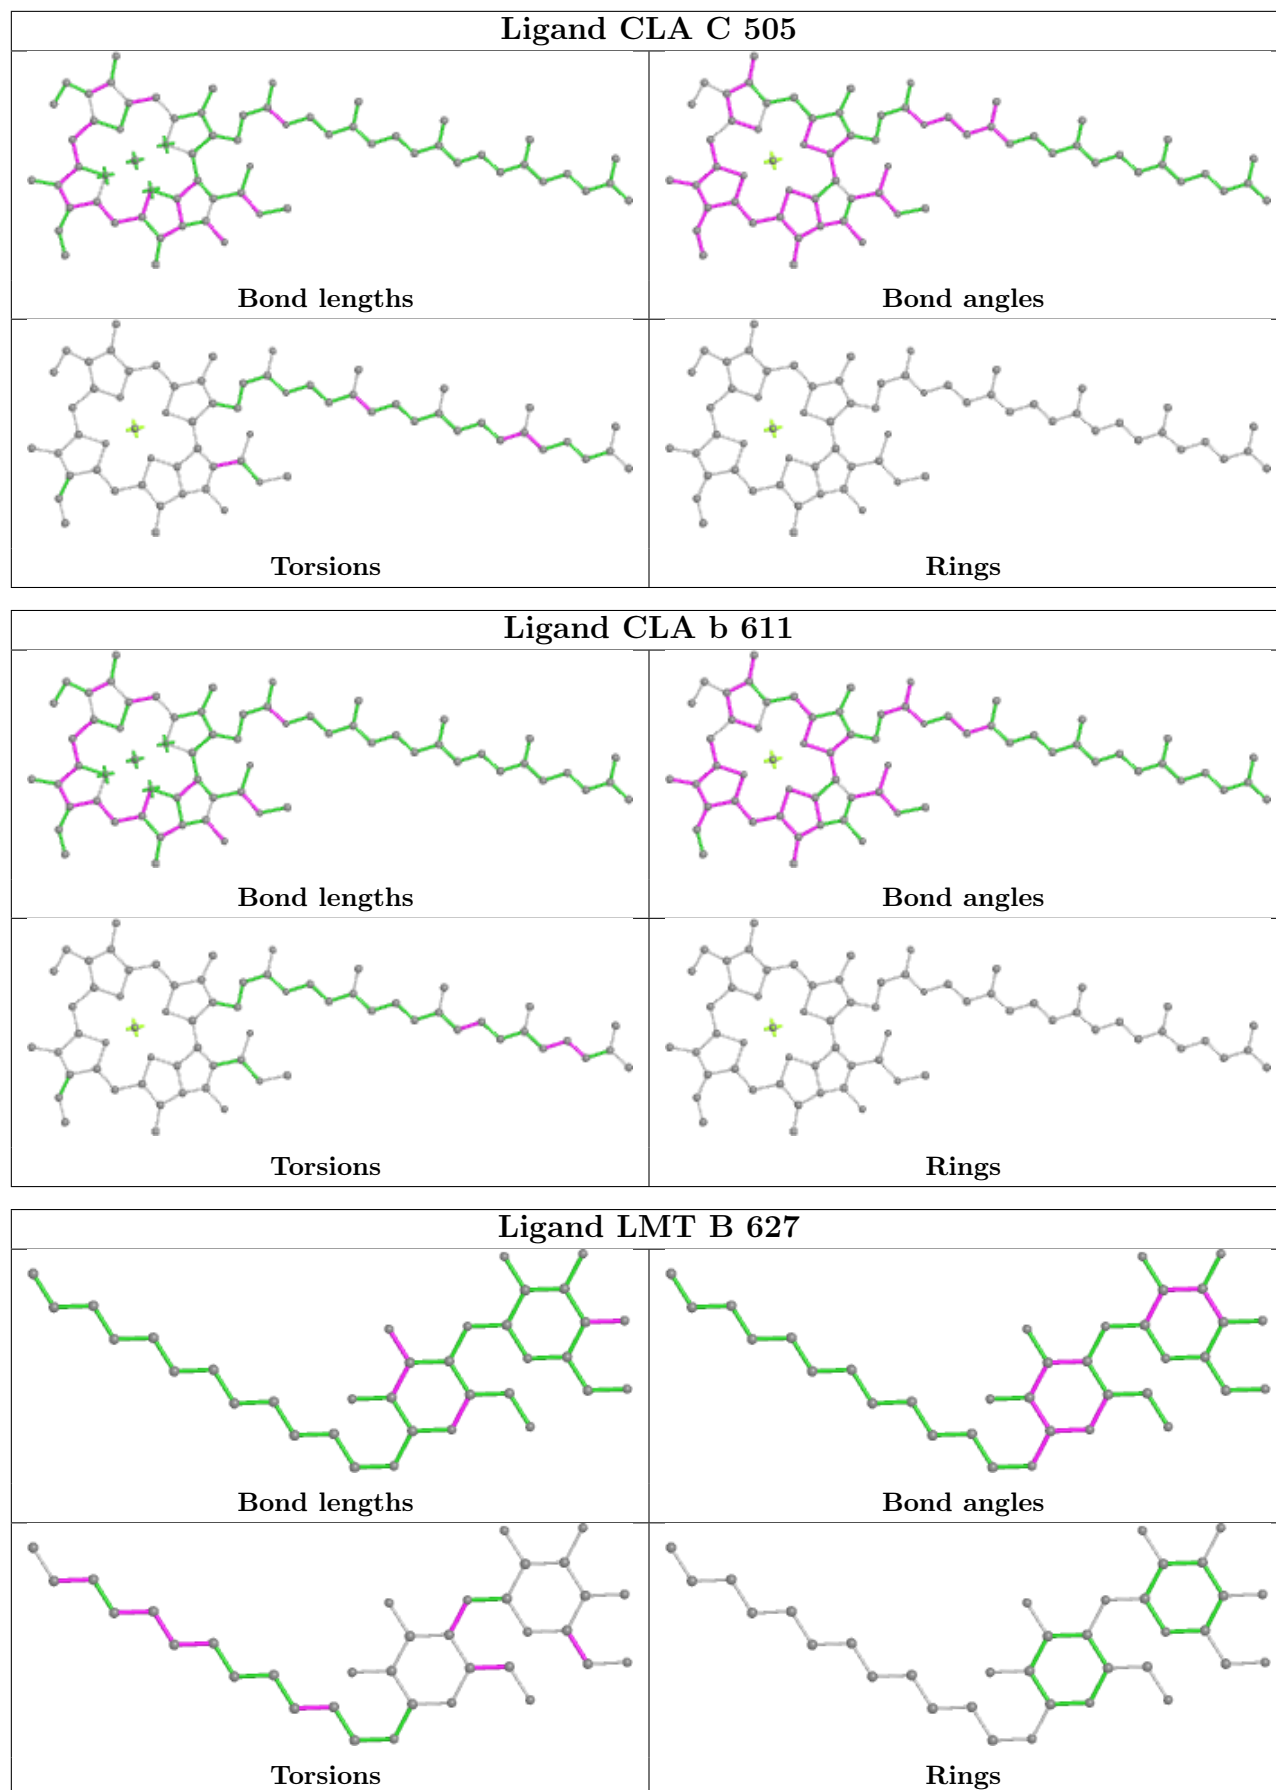 Ligand CLA C 505
Bond lengths
Bond angles
Torsions
Rings
Ligand CLA b 611
Bond lengths
Bond angles
Torsions
Rings
Ligand LMT B 627
Bond lengths
Bond angles
Torsions
Rings